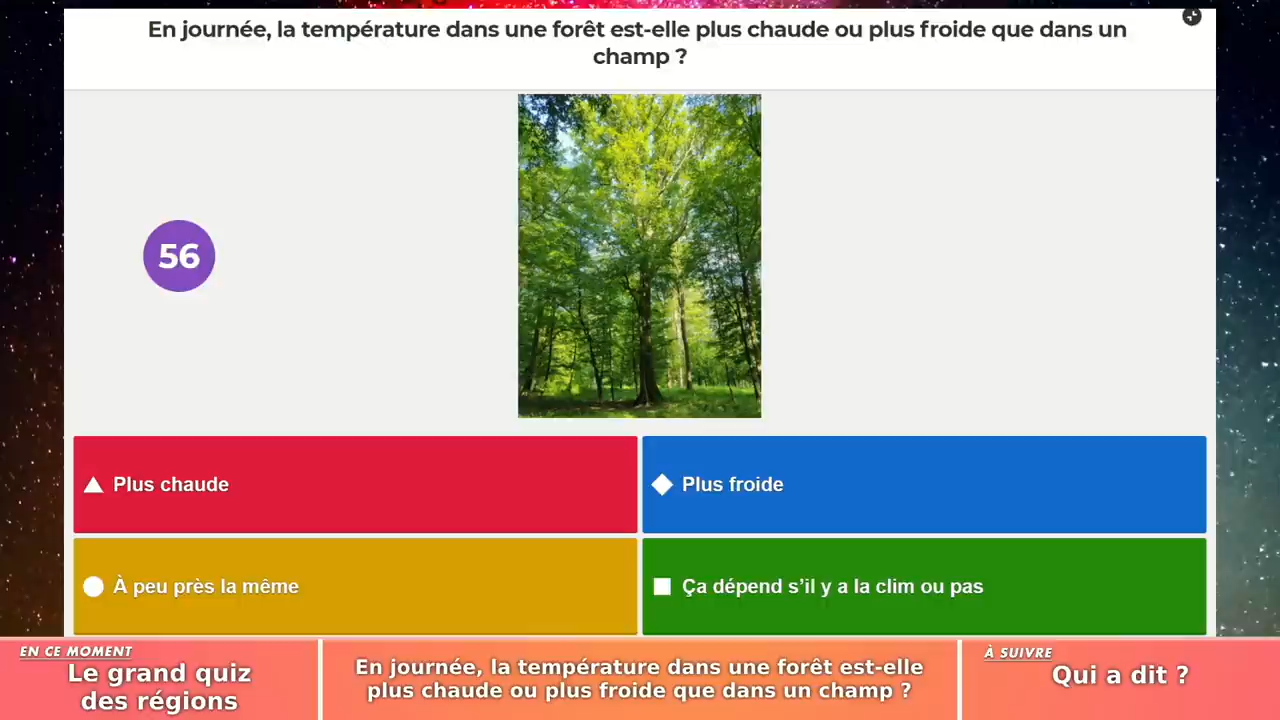 En journée, la température dans une forêt est-elle plus chaude ou plus froide que dans un
champ ?
56
Plus chaude
Plus froide
À peu près la même
Ça dépend s’il y a la clim ou pas
EN CE MOMENT
Le grand quiz
des régions
En journée, la température dans une forêt est-elle
plus chaude ou plus froide que dans un champ ?
À SUIVRE
Qui a dit ?